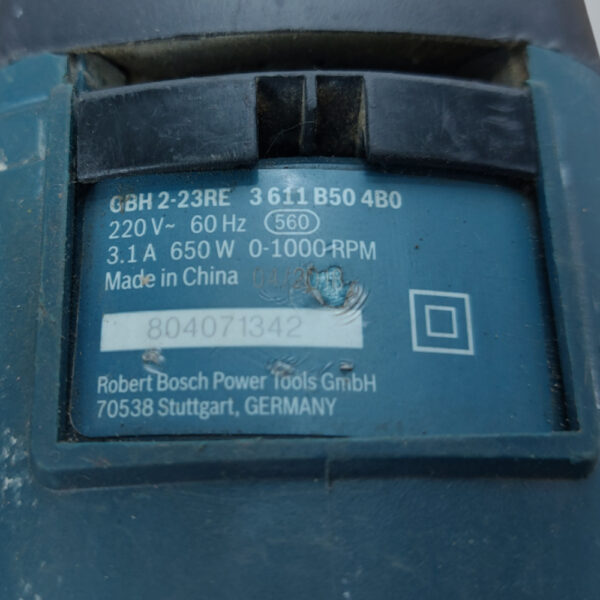 GBH 2-23RE 3 611 B50 4B0
220 V~ 60 Hz 560
3.1 A 650 W 0-1000 RPM
Made in China
804071342
Robert Bosch Power Tools GmbH
70538 Stuttgart, GERMANY